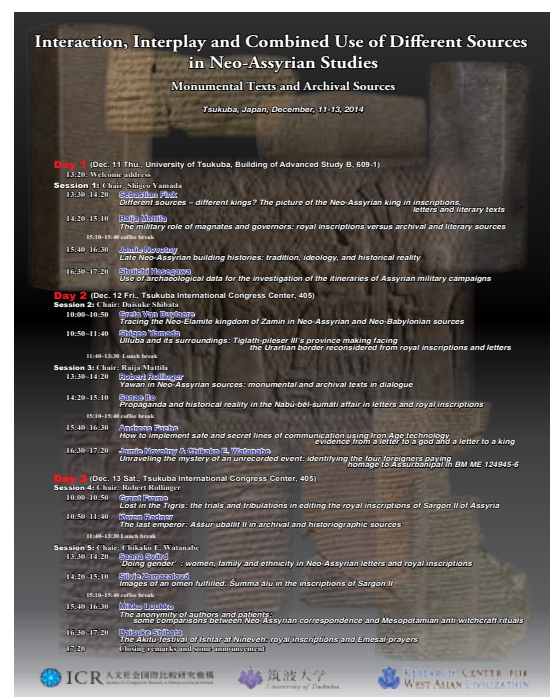 Interaction, Interplay and Combined Use of Different Sources
in Neo-Assyrian Studies
Monumental Texts and Archival Sources
Tsukuba, Japan, December, 11-13, 2014
Day 1 (Dec. 11 Thu., University of Tsukuba, Building of Advanced Study B, 609-1)
13:20: Welcome address
Session 1: Chair: Shigeo Yamada
13:30-14:20 Sebastian Fink
Different sources – different kings? The picture of the Neo-Assyrian king in inscriptions,
letters and literary texts
14:20-15:10 Raija Mattila
The military role of magnates and governors: royal inscriptions versus archival and literary sources
15:10-15:40 coffee break
15:40-16:30 Jamie Novotny
Late Neo-Assyrian building histories: tradition, ideology, and historical reality
16:30-17:20 Shuichi Hasegawa
Use of archaeological data for the investigation of the itineraries of Assyrian military campaigns
Day 2 (Dec. 12 Fri., Tsukuba International Congress Center, 405)
Session 2: Chair: Daisuke Shibata
10:00-10:50 Greta Van Buylaere
Tracing the Neo-Elamite kingdom of Zamin in Neo-Assyrian and Neo-Babylonian sources
10:50-11:40 Shigeo Yamada
Ulluba and its surroundings: Tiglath-pileser III's province making facing
the Urartian border reconsidered from royal inscriptions and letters
11:40-13:30 Lunch break
Session 3: Chair: Raija Mattila
13:30-14:20 Robert Rollinger
Yawan in Neo-Assyrian sources: monumental and archival texts in dialogue
14:20-15:10 Sanae Ito
Propaganda and historical reality in the Nabû-bēl-šumāti affair in letters and royal inscriptions
15:10-15:40 coffee break
15:40-16:30 Andreas Fuchs
How to implement safe and secret lines of communication using Iron Age technology
evidence from a letter to a god and a letter to a king
16:30-17:20 Jamie Novotny & Chikako E. Watanabe
Unraveling the mystery of an unrecorded event: identifying the four foreigners paying
homage to Assurbanipal in BM ME 124945-6
Day 3 (Dec. 13 Sat., Tsukuba International Congress Center, 405)
Session 4: Chair: Robert Rollinger
10:00-10:50 Grant Frame
Lost in the Tigris: the trials and tribulations in editing the royal inscriptions of Sargon II of Assyria
10:50-11:40 Karen Radner
The last emperor: Aššur-uballit II in archival and historiographic sources
11:40-13:30 Lunch break
Session 5: Chair: Chikako E. Watanabe
13:30-14:20 Saana Svärd
'Doing gender' : women, family and ethnicity in Neo-Assyrian letters and royal inscriptions
14:20-15:10 Silvie Zamazalová
Images of an omen fulfilled: Šumma ālu in the inscriptions of Sargon II
15:10-15:40 coffee break
15:40-16:30 Mikko Luukko
The anonymity of authors and patients:
some comparisons between Neo-Assyrian correspondence and Mesopotamian anti-witchcraft rituals
16:30-17:20 Daisuke Shibata
The Akītu-festival of Ishtar at Nineveh: royal inscriptions and Emesal-prayers
17:20 Closing remarks and some announcement
ICR 人文社会国際比較研究機構
筑波大学
University of Tsukuba
RESEARCH CENTER FOR
WEST ASIAN CIVILIZATION